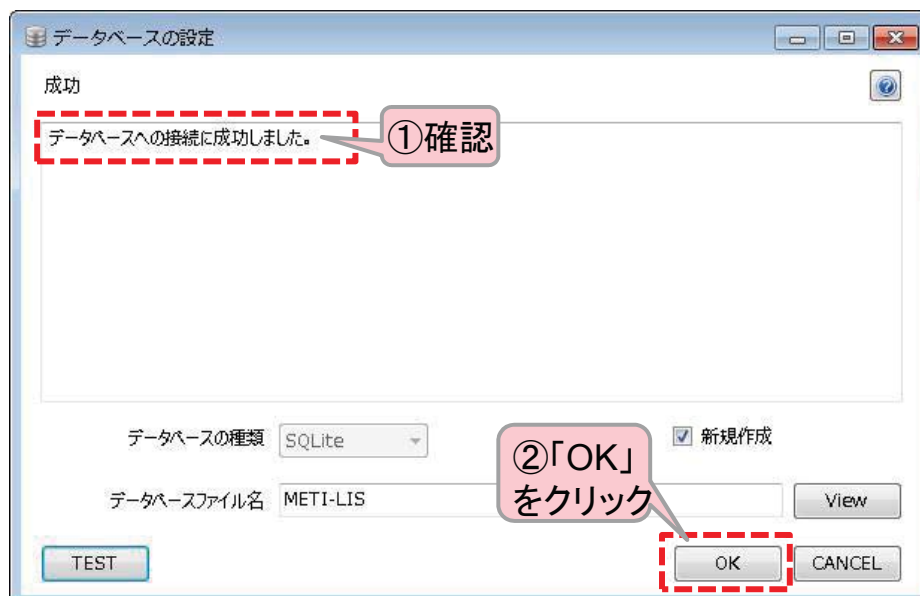 データベースの設定
成功
データベースへの接続に成功しました。
①確認
データベースの種類
SQLite
新規作成
②「OK」
をクリック
データベースファイル名
METI-LIS
View
TEST
OK
CANCEL